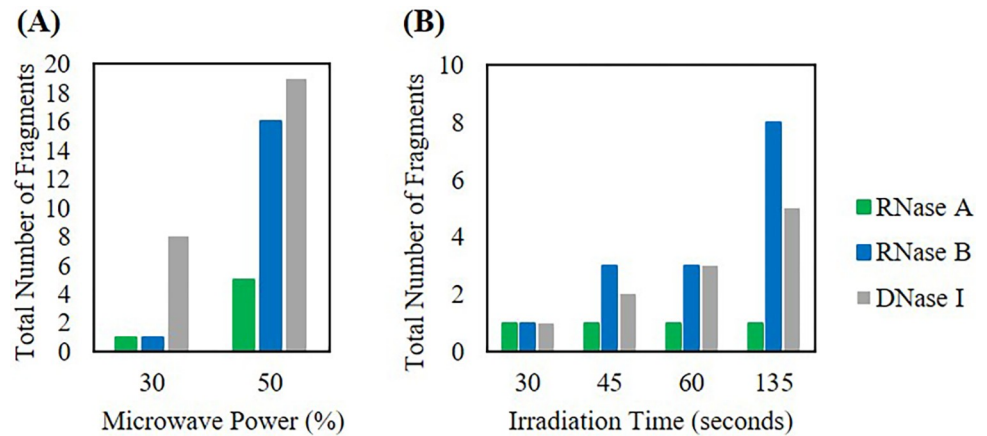 (A)
Total Number of Fragments
20
18
16
14
12
10
8
6
4
2
0
30 50
Microwave Power (%)
(B)
Total Number of Fragments
10
8
6
4
2
0
30 45 60 135
Irradiation Time (seconds)
RNase A
RNase B
DNase I